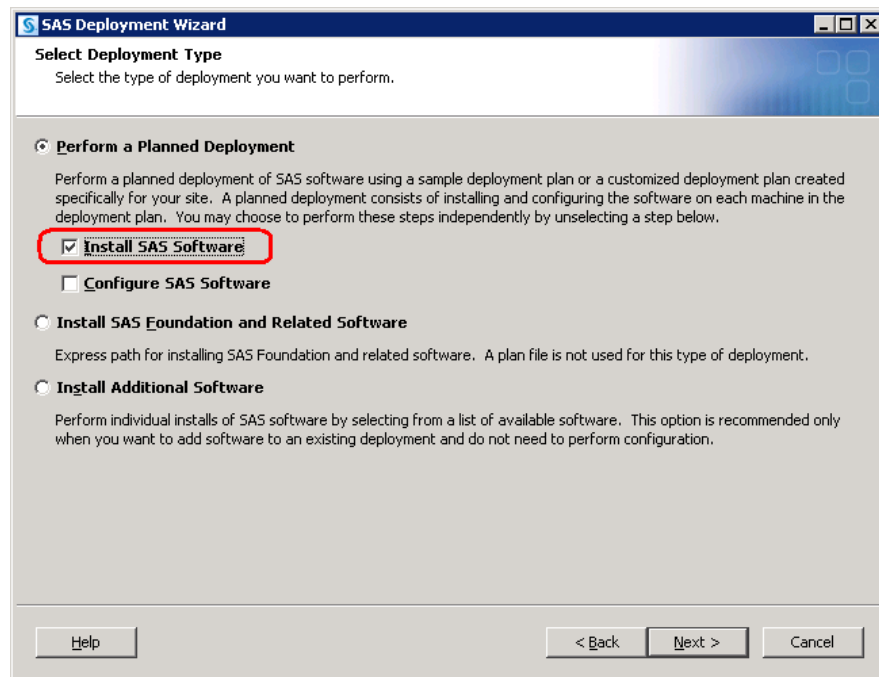 SAS Deployment Wizard
Select Deployment Type
Select the type of deployment you want to perform.
Perform a Planned Deployment
Perform a planned deployment of SAS software using a sample deployment plan or a customized deployment plan created
specifically for your site. A planned deployment consists of installing and configuring the software on each machine in the
deployment plan. You may choose to perform these steps independently by unselecting a step below.
Install SAS Software
Configure SAS Software
Install SAS Foundation and Related Software
Express path for installing SAS Foundation and related software. A plan file is not used for this type of deployment.
Install Additional Software
Perform individual installs of SAS software by selecting from a list of available software. This option is recommended only
when you want to add software to an existing deployment and do not need to perform configuration.
Help
< Back
Next >
Cancel